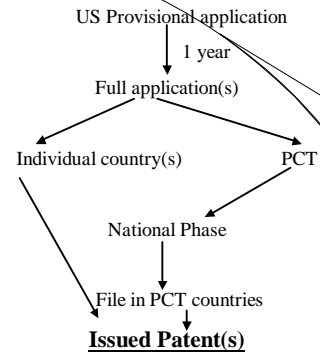 US Provisional application
1 year
Full application(s)
Individual country(s) PCT
National Phase
File in PCT countries
Issued Patent(s)